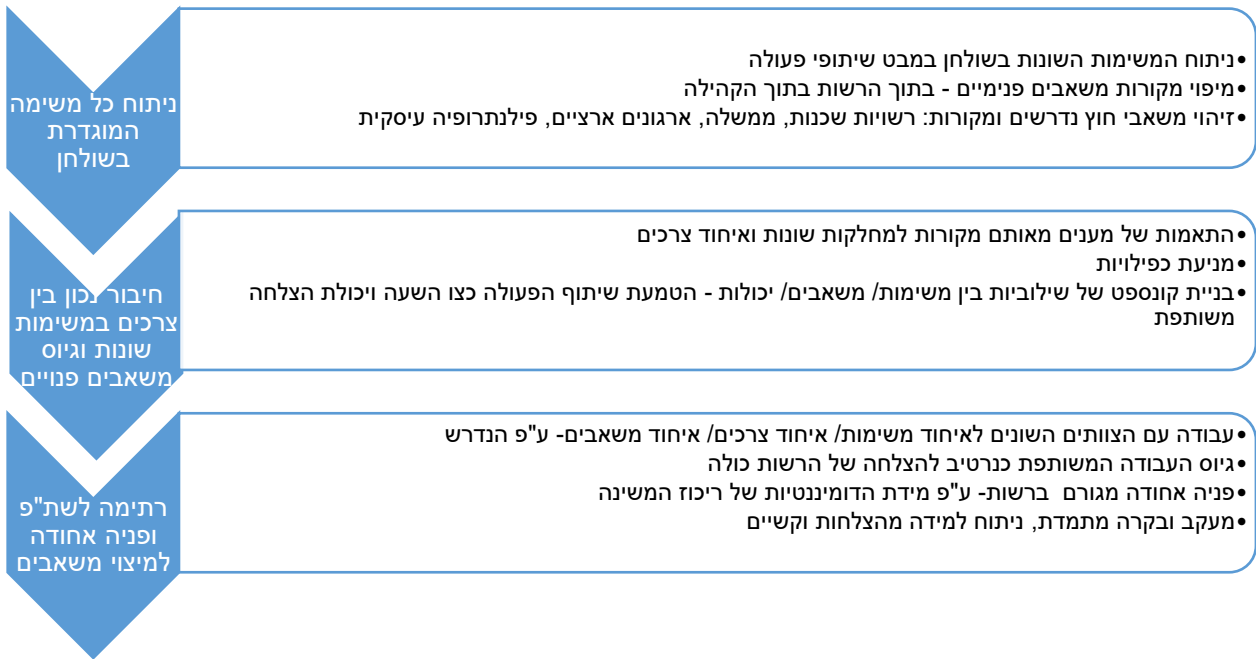 ניתוח כל משימה
המוגדרת
בשולחן
•ניתוח המשימות השונות בשולחן במבט שיתופי פעולה
•מיפוי מקורות משאבים פנימיים - בתוך הרשות בתוך הקהילה
•זיהוי משאבי חוץ נדרשים ומקורות: רשויות שכנות, ממשלה, ארגונים ארציים, פילנתרופיה עיסקית
חיבור נכון בין
צרכים במשימות
שונות וגיוס
משאבים פנויים
•התאמות של מענים מאותם מקורות למחלקות שונות ואיחוד צרכים
•מניעת כפילויות
•בניית קונספט של שילוביות בין משימות/ משאבים/ יכולות - הטמעת שיתוף הפעולה כצו השעה ויכולת הצלחה
משותפת
רתימה לשת"פ
ופניה אחודה
למיצוי משאבים
•עבודה עם הצוותים השונים לאיחוד משימות/ איחוד צרכים/ איחוד משאבים- ע"פ הנדרש
•גיוס העבודה המשותפת כנרטיב להצלחה של הרשות כולה
•פניה אחודה מגורם ברשות- ע"פ מידת הדומיננטיות של ריכוז המשינה
•מעקב ובקרה מתמדת, ניתוח למידה מהצלחות וקשיים